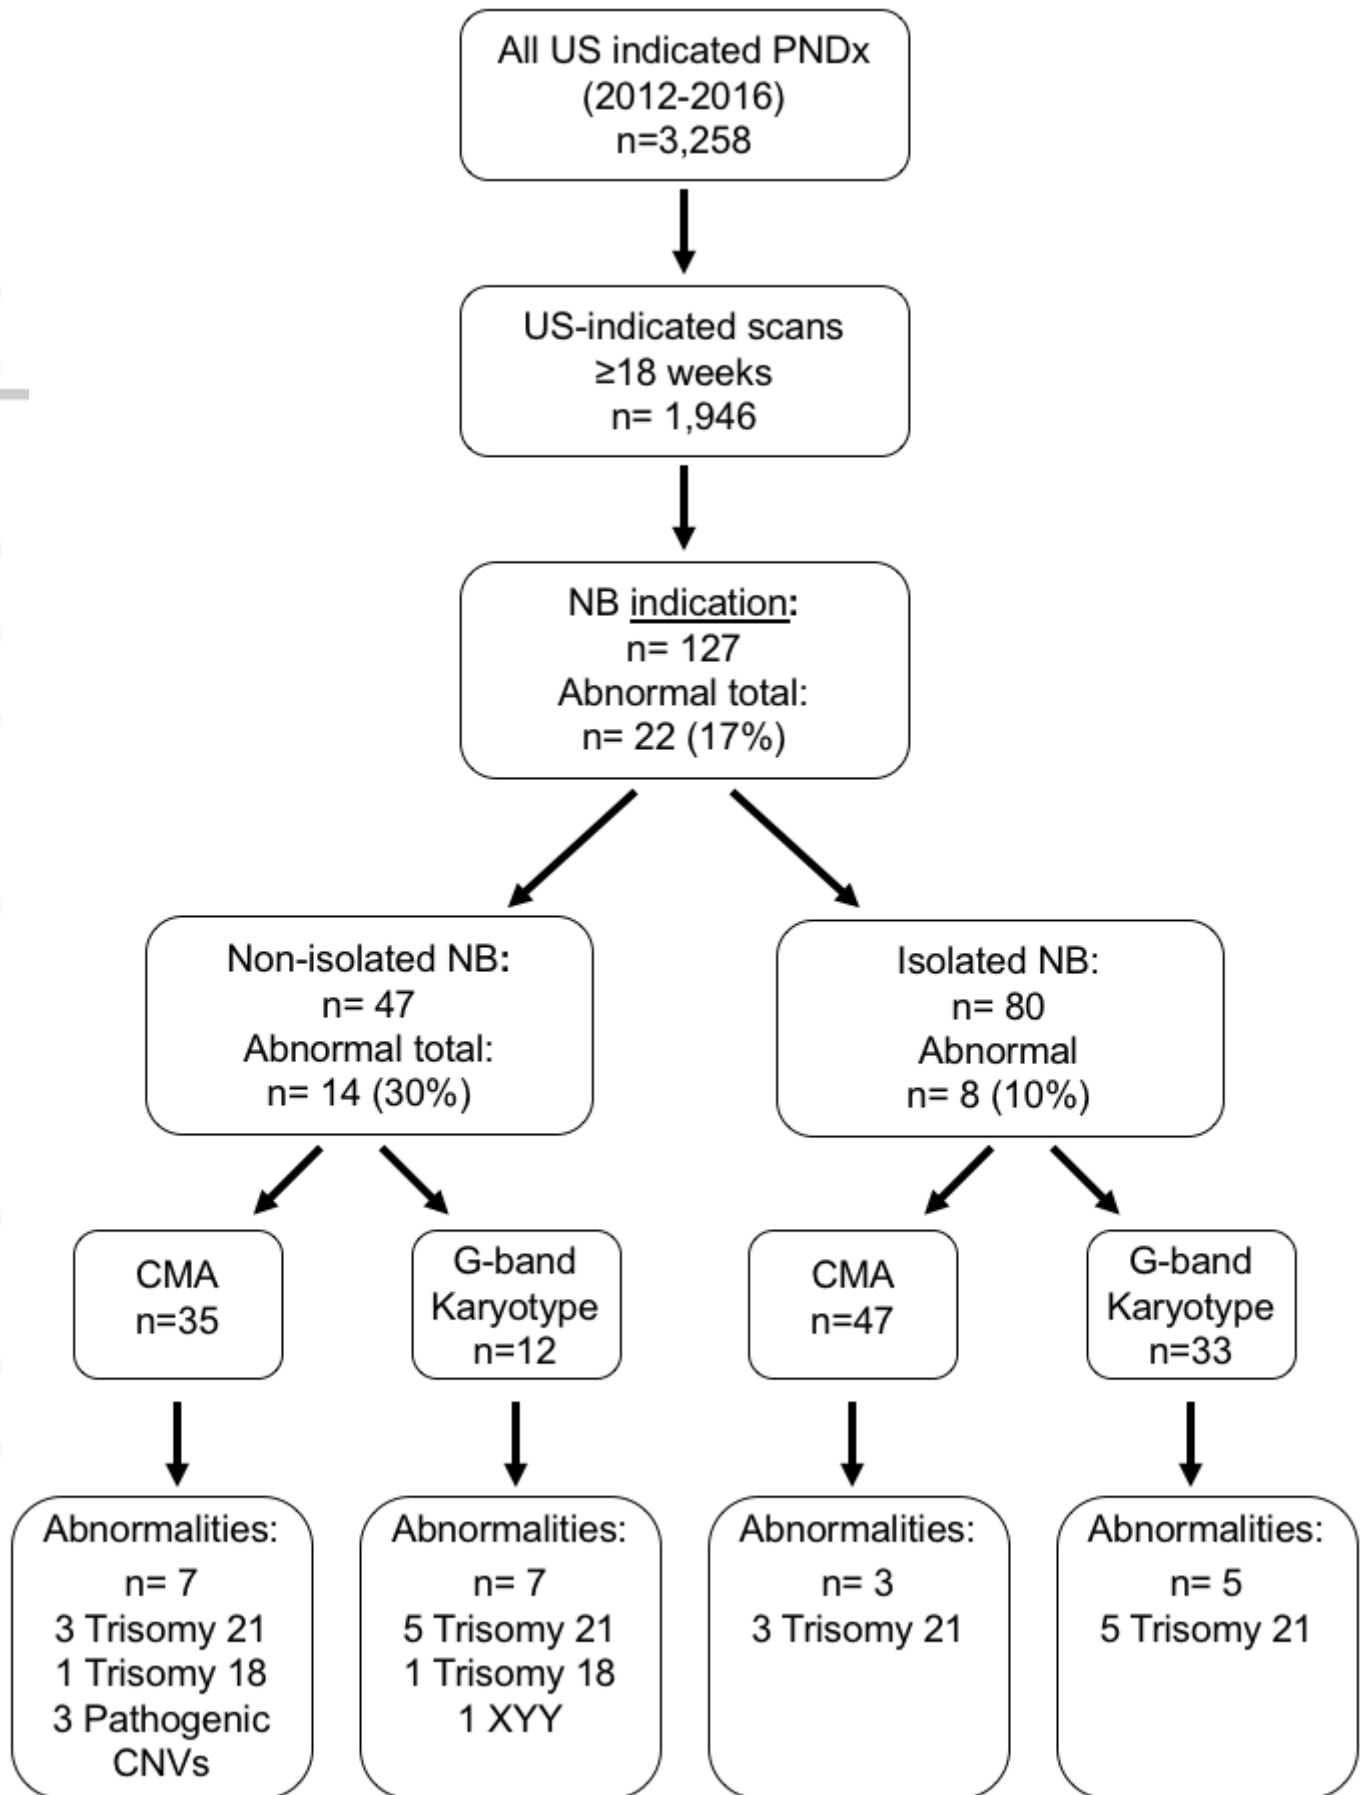 All US indicated PNDx
(2012-2016)
n=3,258
US-indicated scans
≥18 weeks
n= 1,946
NB indication:
n= 127
Abnormal total:
n= 22 (17%)
Non-isolated NB:
n= 47
Abnormal total:
n= 14 (30%)
Isolated NB:
n= 80
Abnormal
n= 8 (10%)
CMA
n=35
G-band
Karyotype
n=12
CMA
n=47
G-band
Karyotype
n=33
Abnormalities:
n= 7
3 Trisomy 21
1 Trisomy 18
3 Pathogenic
CNVs
Abnormalities:
n= 7
5 Trisomy 21
1 Trisomy 18
1 XYY
Abnormalities:
n= 3
3 Trisomy 21
Abnormalities:
n= 5
5 Trisomy 21